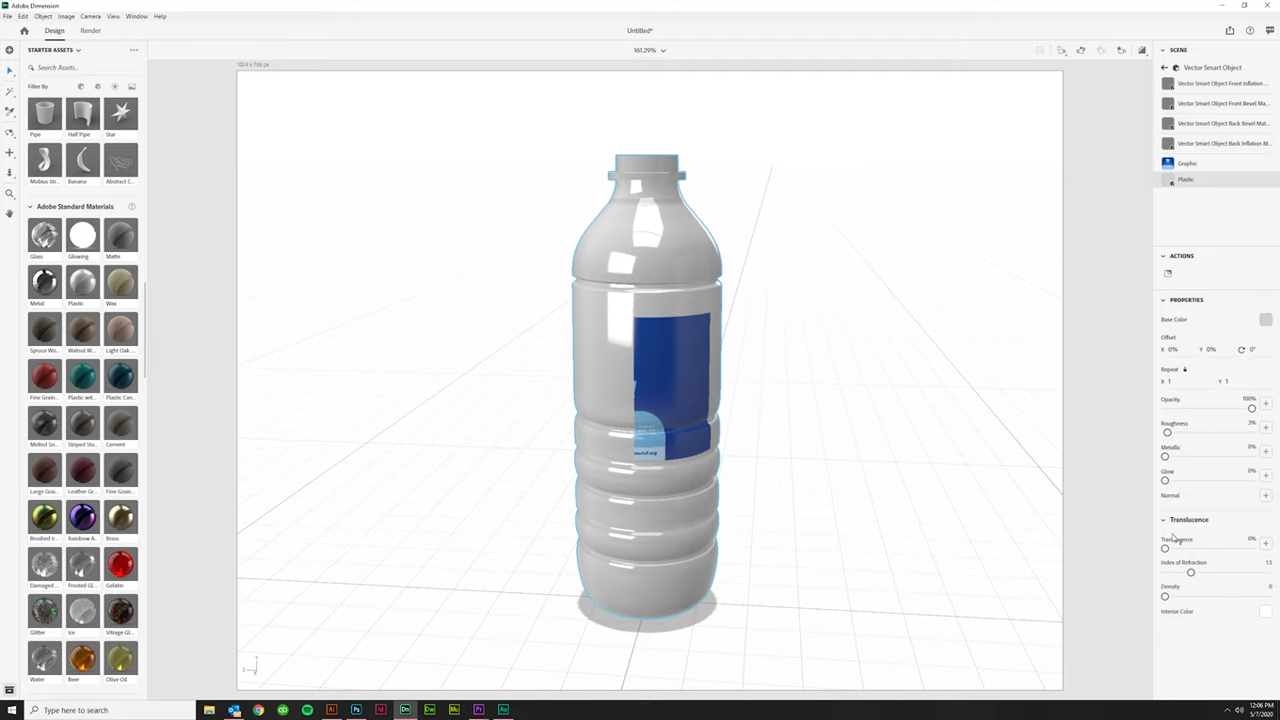 Adobe Dimension
File Edit Object Image Camera View Window Help
Design Render Untitled*
STARTER ASSETS
161.29%
1024 x 768 px
Search Assets...
Filter By
Pipe Half Pipe Star
Mobius Str... Banana Abstract C...
Adobe Standard Materials
Glass Glowing Matte
Metal Plastic Wax
Spruce Wo... Walnut W... Light Oak ...
Fine Grain... Plastic wit... Plastic Can...
Melted Sn... Striped Stu... Cement
Large Grai... Leather Gr... Fine Grain...
Brushed Ir... Rainbow A... Brass
Damaged ... Frosted Gl... Gelatin
Glitter Ice Vitrage Gl...
Water Beer Olive Oil
SCENE
Vector Smart Object
Vector Smart Object Front Inflation ...
Vector Smart Object Front Bevel Ma...
Vector Smart Object Back Bevel Mat...
Vector Smart Object Back Inflation M...
Graphic
Plastic
ACTIONS
PROPERTIES
Base Color
Offset
X 0% Y 0% 0°
Repeat
X 1 Y 1
Opacity 100%
Roughness 3%
Metallic 0%
Glow 0%
Normal
Translucence
Translucence 0%
Index of Refraction 1.5
Density 0
Interior Color
Type here to search
12:06 PM
5/7/2020